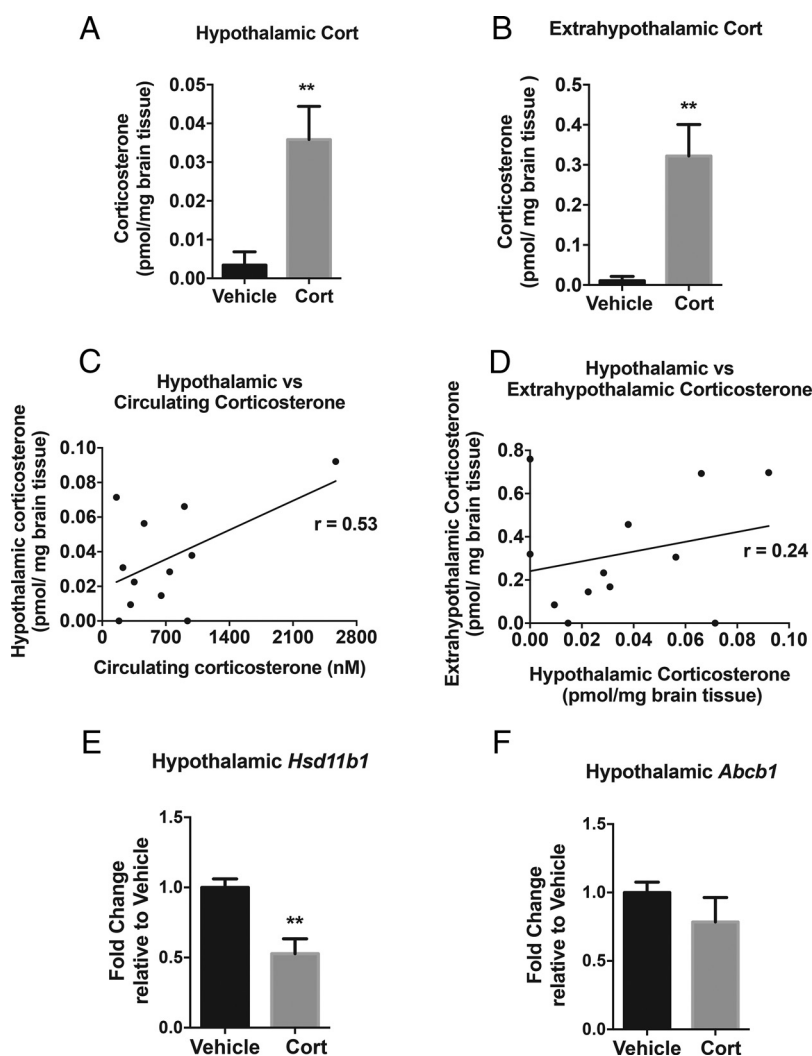 A
Hypothalamic Cort
Corticosterone
(pmol/mg brain tissue)
0.05
0.04
0.03
0.02
0.01
0.00
**
Vehicle
Cort
B
Extrahypothalamic Cort
Corticosterone
(pmol/ mg brain tissue )
0.5
0.4
0.3
0.2
0.1
0.0
**
Vehicle
Cort
C
Hypothalamic vs
Circulating Corticosterone
Hypothalamic corticosterone
(pmol/ mg brain tissue)
0.10
0.08
0.06
0.04
0.02
0.00
r = 0.53
0
700
1400
2100
2800
Circulating corticosterone (nM)
D
Hypothalamic vs
Extrahypothalamic Corticosterone
Extrahypothalamic Corticosterone
(pmol/ mg brain tissue)
0.8
0.6
0.4
0.2
0.0
r = 0.24
0.00
0.02
0.04
0.06
0.08
0.10
Hypothalamic Corticosterone
(pmol/mg brain tissue)
E
Hypothalamic Hsd11b1
Fold Change
relative to Vehicle
1.5
1.0
0.5
0.0
**
Vehicle
Cort
F
Hypothalamic Abcb1
Fold Change
relative to Vehicle
1.5
1.0
0.5
0.0
Vehicle
Cort